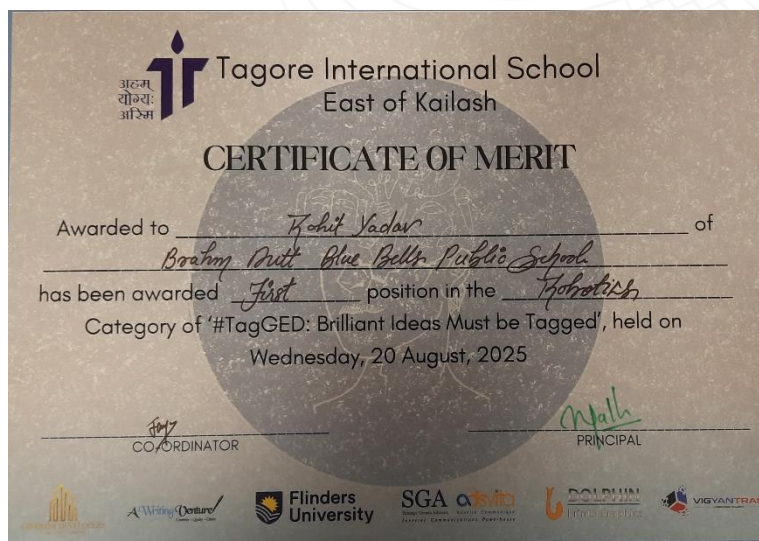 अहम्
योग्यः
अस्मि
Tagore International School
East of Kailash
CERTIFICATE OF MERIT
Awarded to Rohit Yadav of
Brahm Dutt Blue Bells Public School
has been awarded First position in the Robotics
Category of '#TagGED: Brilliant Ideas Must be Tagged', held on
Wednesday, 20 August, 2025
CO-ORDINATOR
PRINCIPAL
A Writing Venture!
Flinders
University
SGA adsvita
DOLPHIN
VIGYANTRA